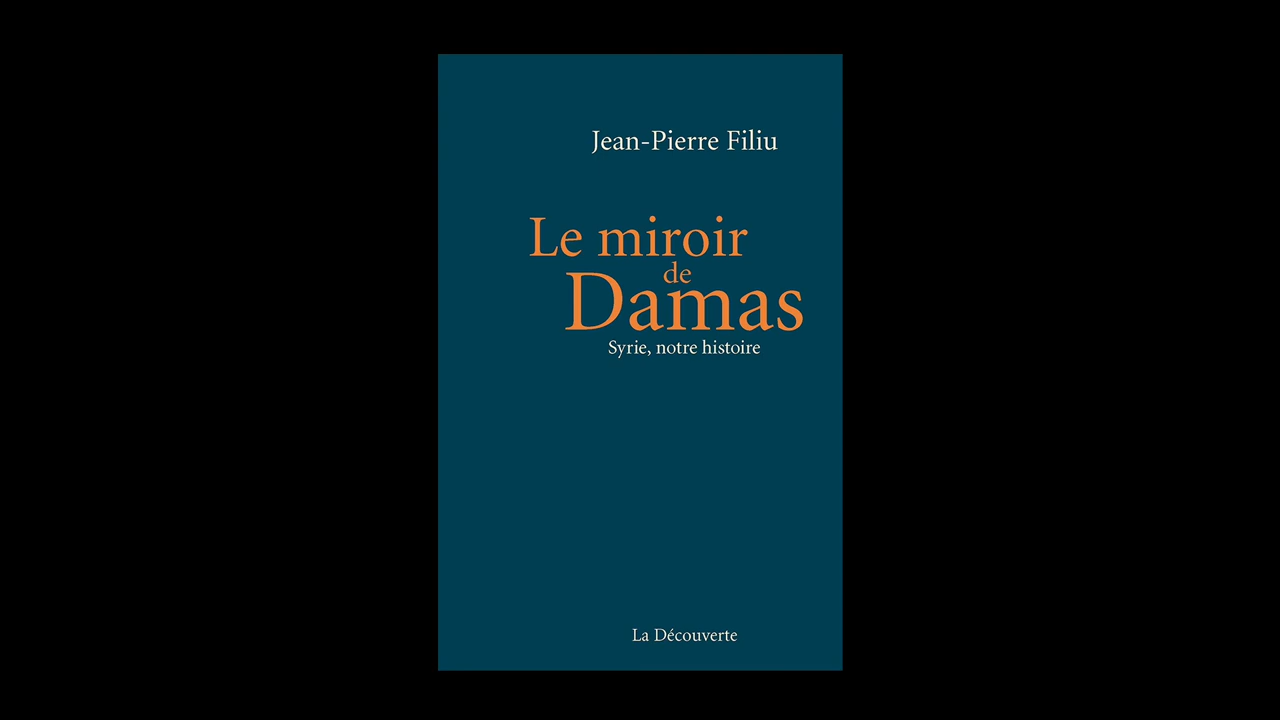 Jean-Pierre Filiu
Le miroir
de
Damas
Syrie, notre histoire
La Découverte